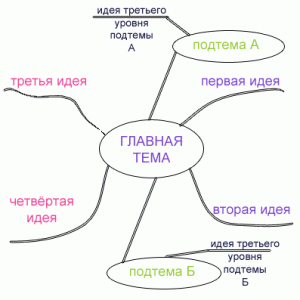 идея третьего
уровня
подтемы
А
подтема А
третья идея
первая идея
ГЛАВНАЯ
ТЕМА
четвёртая
идея
вторая идея
идея третьего
уровня
подтемы
Б
подтема Б